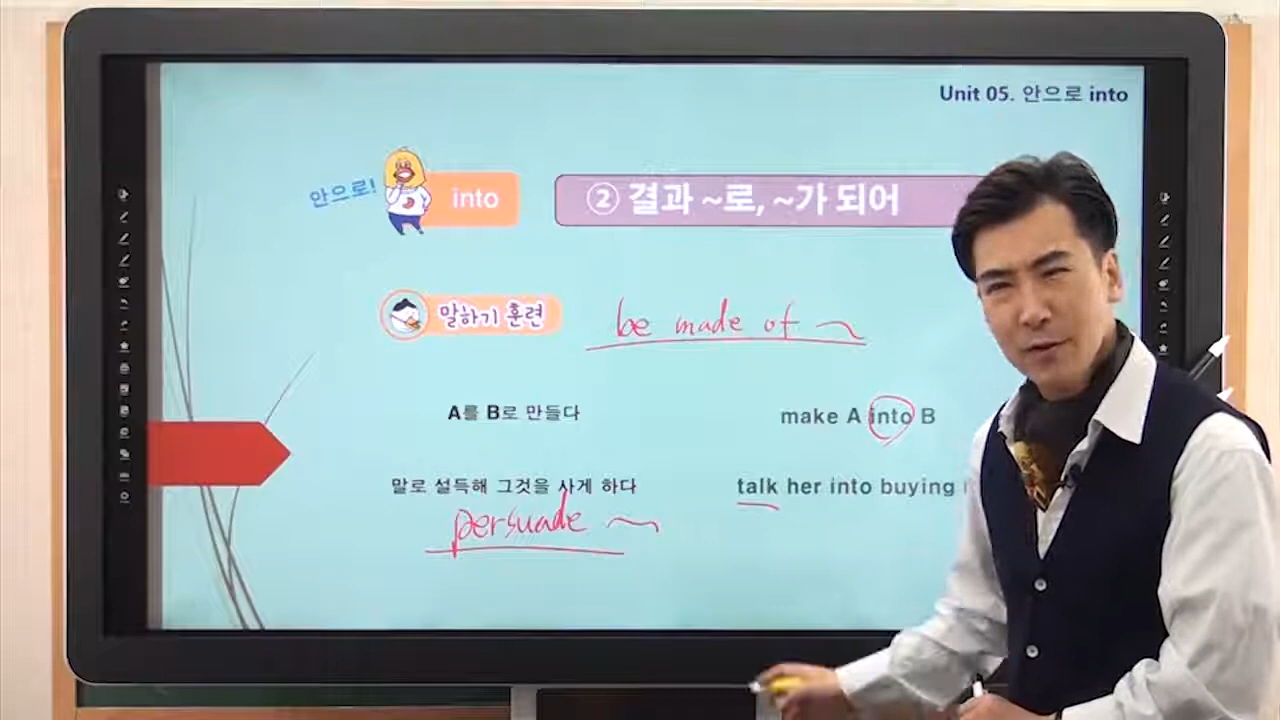 Unit 05. 안으로 into
안으로!
into
② 결과 ~로, ~가 되어
말하기 훈련
be made of ~
A를 B로 만들다
make A into B
말로 설득해 그것을 사게 하다
talk her into buying
persuade ~